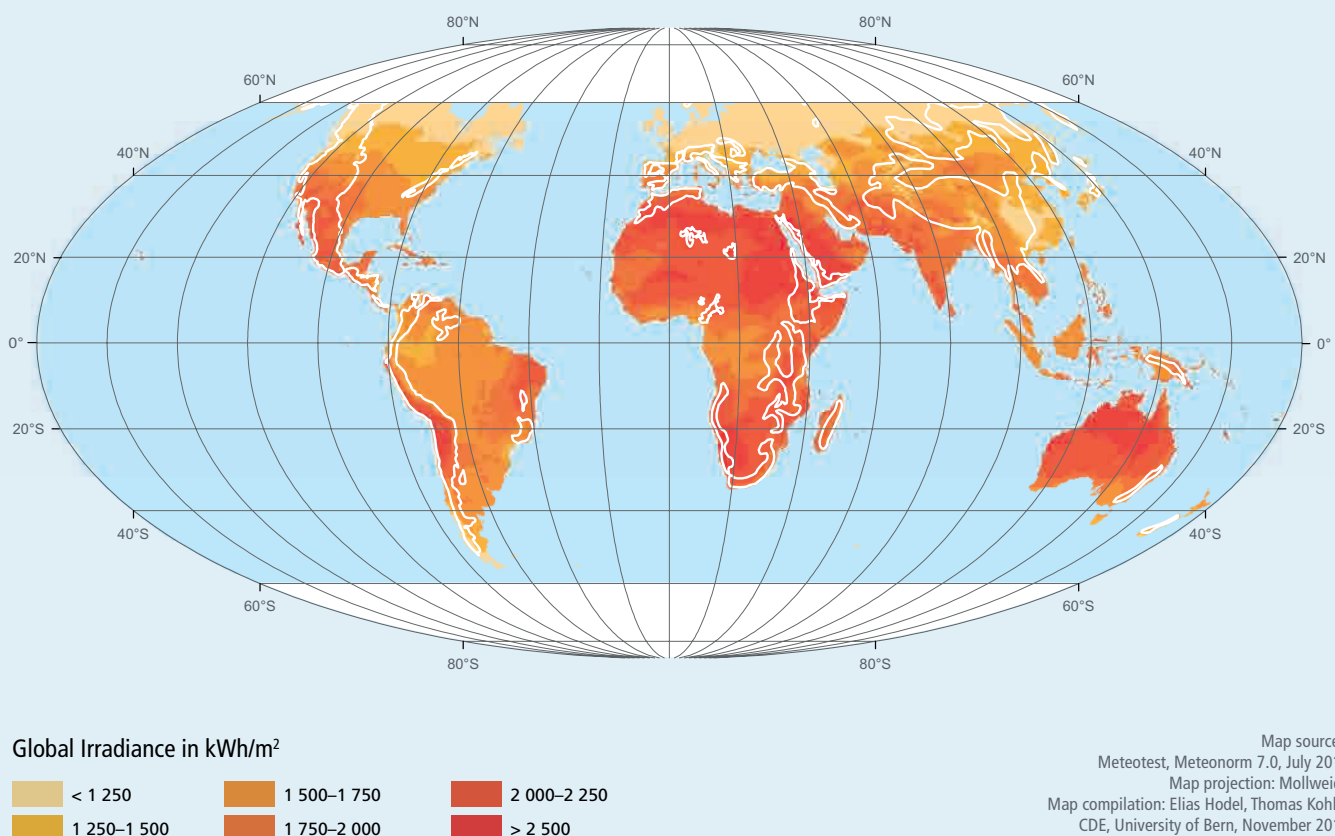 80°N 80°N
60°N 60°N
40°N 40°N
20°N 20°N
0° 0°
20°S 20°S
40°S 40°S
60°S 60°S
80°S 80°S
Global Irradiance in kWh/m²
< 1 250 1 500–1 750 2 000–2 250
1 250–1 500 1 750–2 000 > 2 500
Map source
Meteotest, Meteonorm 7.0, July
Map projection:
Map compilation: Elias Hodel, Thomas
CDE, University of Bern, November